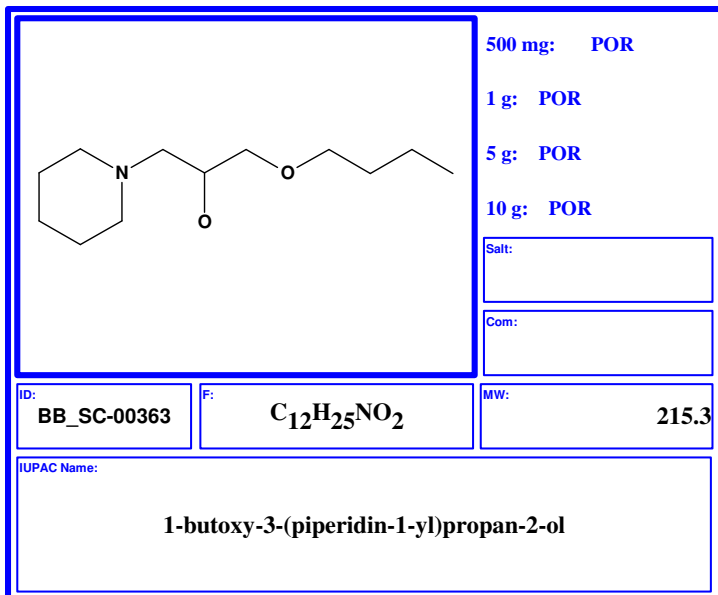 500 mg: POR
1 g: POR
5 g: POR
10 g: POR
N
O
O
Salt:
Com:
ID:
BB_SC-00363
F:
C12H25NO2
MW:
215.3
IUPAC Name:
1-butoxy-3-(piperidin-1-yl)propan-2-ol